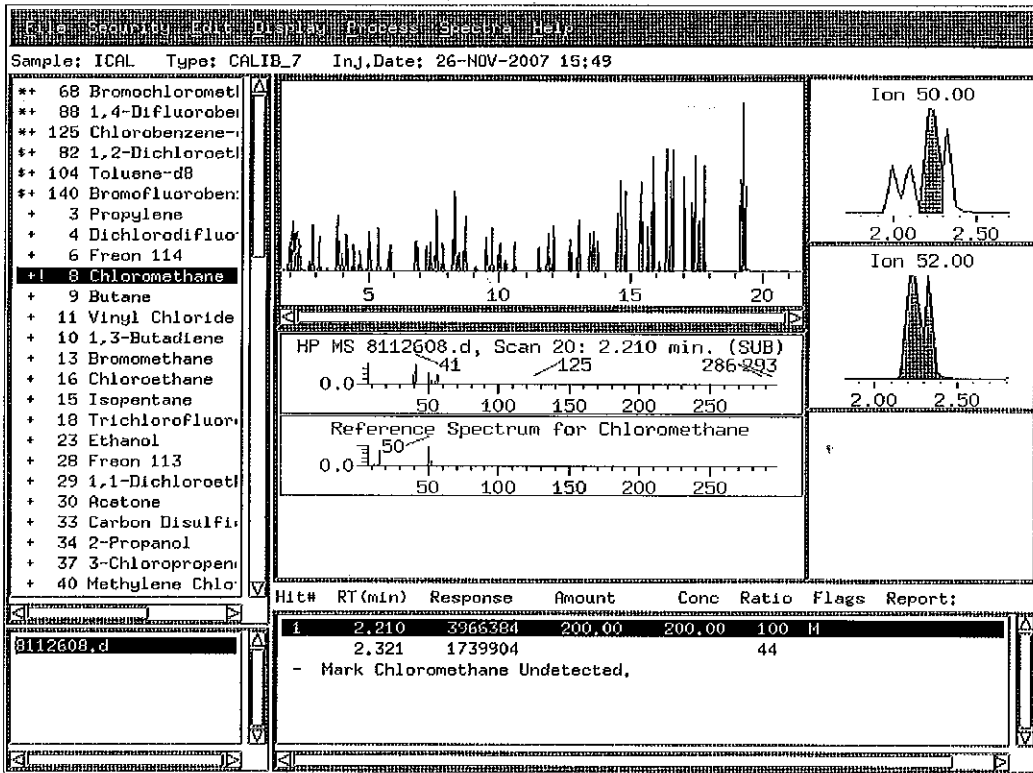 File Security Edit Display Process Spectra Help
Sample: ICAL Type: CALIB_7 Inj.Date: 26-NOV-2007 15:49
*+ 68 Bromochlorometl
*+ 88 1,4-Difluorober
*+ 125 Chlorobenzene-
$+ 82 1,2-Dichloroetl
$+ 104 Toluene-d8
$+ 140 Bromofluoroben:
+ 3 Propylene
+ 4 Dichlorodifluo
+ 6 Freon 114
+! 8 Chloromethane
+ 9 Butane
+ 11 Vinyl Chloride
+ 10 1,3-Butadiene
+ 13 Bromomethane
+ 16 Chloroethane
+ 15 Isopentane
+ 18 Trichlorofluor
+ 23 Ethanol
+ 28 Freon 113
+ 29 1,1-Dichloroetl
+ 30 Acetone
+ 33 Carbon Disulfi
+ 34 2-Propanol
+ 37 3-Chloropropen
+ 40 Methylene Chlo
8112608.d
5 10 15 20
HP MS 8112608.d, Scan 20: 2.210 min. (SUB)
41 125 286 293
0.0
50 100 150 200 250
Reference Spectrum for Chloromethane
50
0.0
50 100 150 200 250
Ion 50.00
2.00 2.50
Ion 52.00
2.00 2.50
Hit# RT(min) Response Amount Conc Ratio Flags Report:
1 2.210 3966384 200.00 200.00 100 M
2.321 1739904 44
- Mark Chloromethane Undetected.